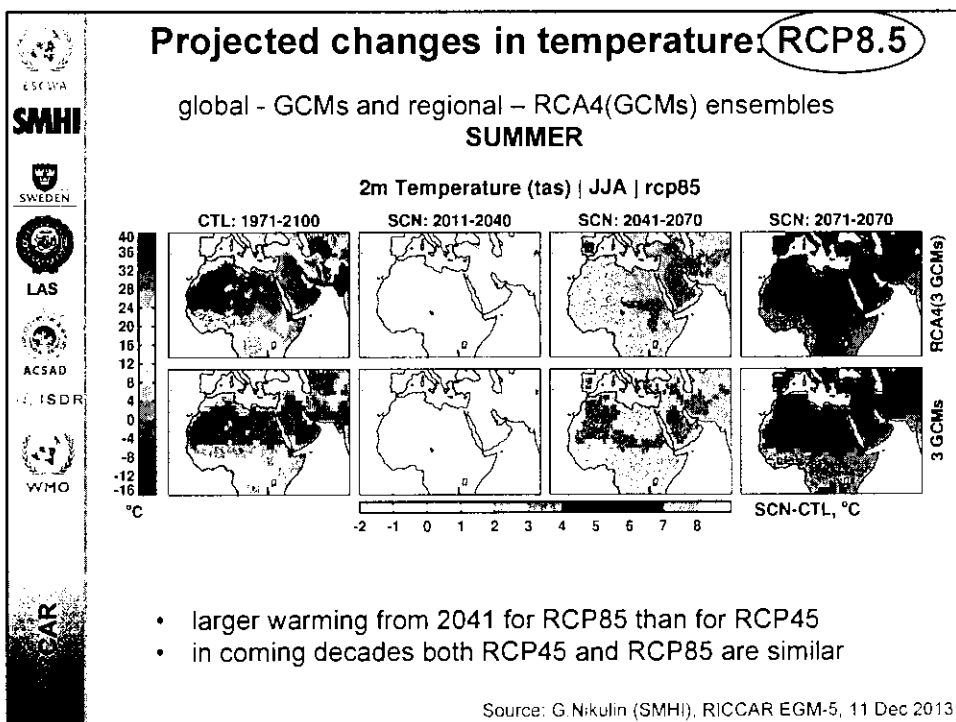 Projected changes in temperature: RCP8.5
global - GCMs and regional – RCA4(GCMs) ensembles
SUMMER
2m Temperature (tas) | JJA | rcp85
CTL: 1971-2100 SCN: 2011-2040 SCN: 2041-2070 SCN: 2071-2070
40
36
32
28
24
20
16
12
8
4
0
-4
-8
-12
-16
°C
RCA4(3 GCMs)
3 GCMs
-2 -1 0 1 2 3 4 5 6 7 8
SCN-CTL, °C
• larger warming from 2041 for RCP85 than for RCP45
• in coming decades both RCP45 and RCP85 are similar
Source: G.Nikulin (SMHI), RICCAR EGM-5, 11 Dec 2013
ESCWA
SMHI
SWEDEN
LAS
ACSAD
ISDR
WMO
CAR